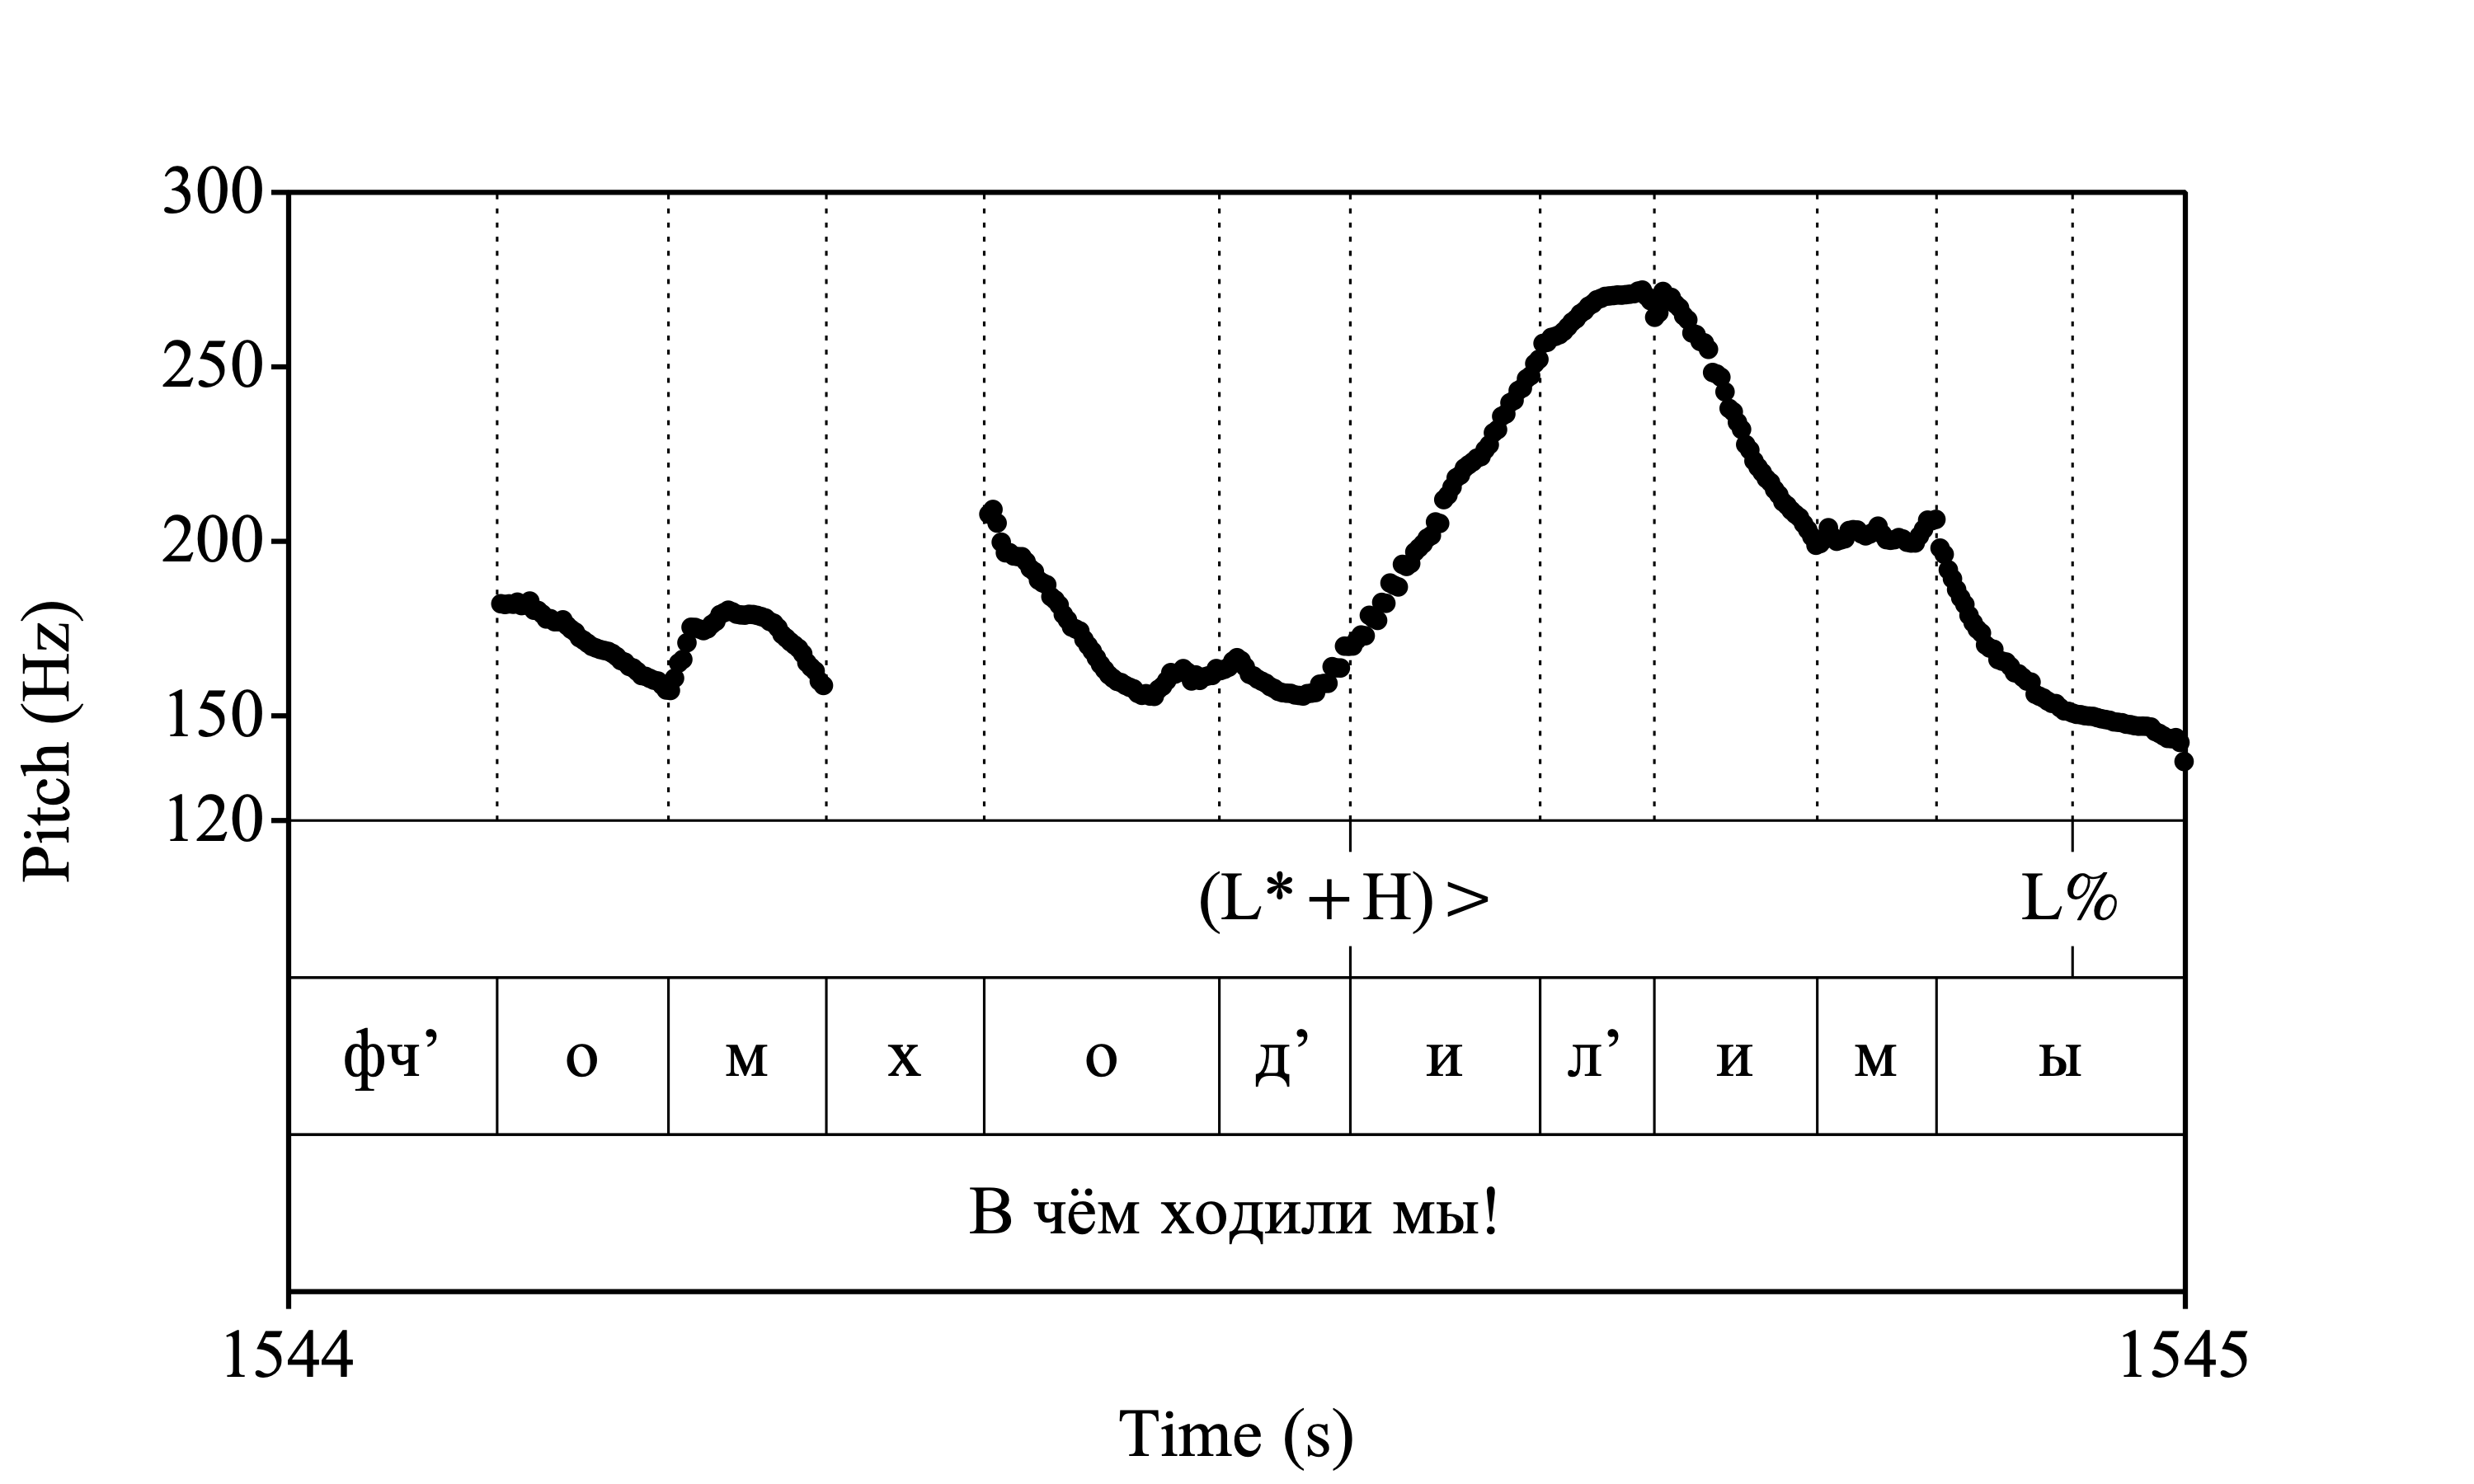 300
250
200
150
120
Pitch (Hz)
(L*+H)> L%
фч’ о м х о д’ и л’ и м ы
В чём ходили мы!
1544 1545
Time (s)